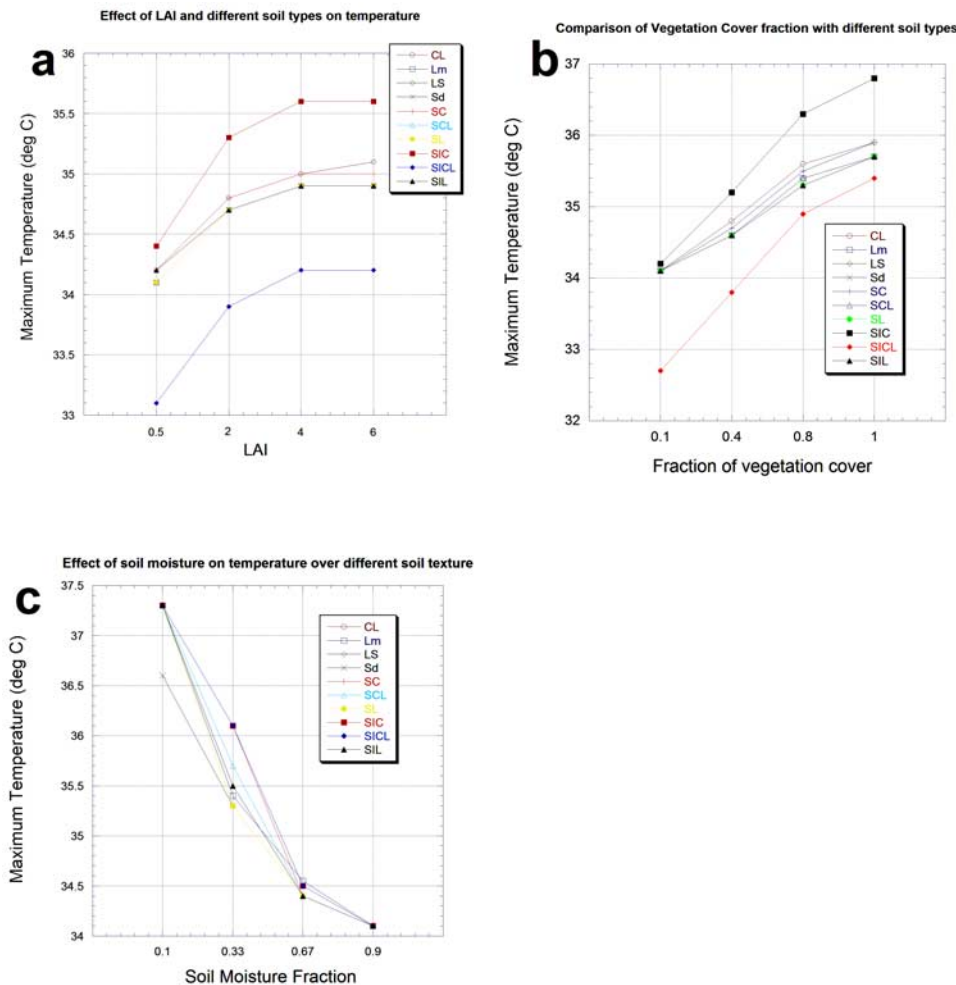 Effect of LAI and different soil types on temperature
a
Maximum Temperature (deg C)
36
35.5
35
34.5
34
33.5
33
0.5
2
4
6
LAI
CL
Lm
LS
Sd
SC
SCL
SL
SIC
SICL
SIL
Comparison of Vegetation Cover fraction with different soil types
b
Maximum Temperature (deg C)
37
36
35
34
33
32
0.1
0.4
0.8
1
Fraction of vegetation cover
CL
Lm
LS
Sd
SC
SCL
SL
SIC
SICL
SIL
Effect of soil moisture on temperature over different soil texture
c
Maximum Temperature (deg C)
37.5
37
36.5
36
35.5
35
34.5
34
0.1
0.33
0.67
0.9
Soil Moisture Fraction
CL
Lm
LS
Sd
SC
SCL
SL
SIC
SICL
SIL